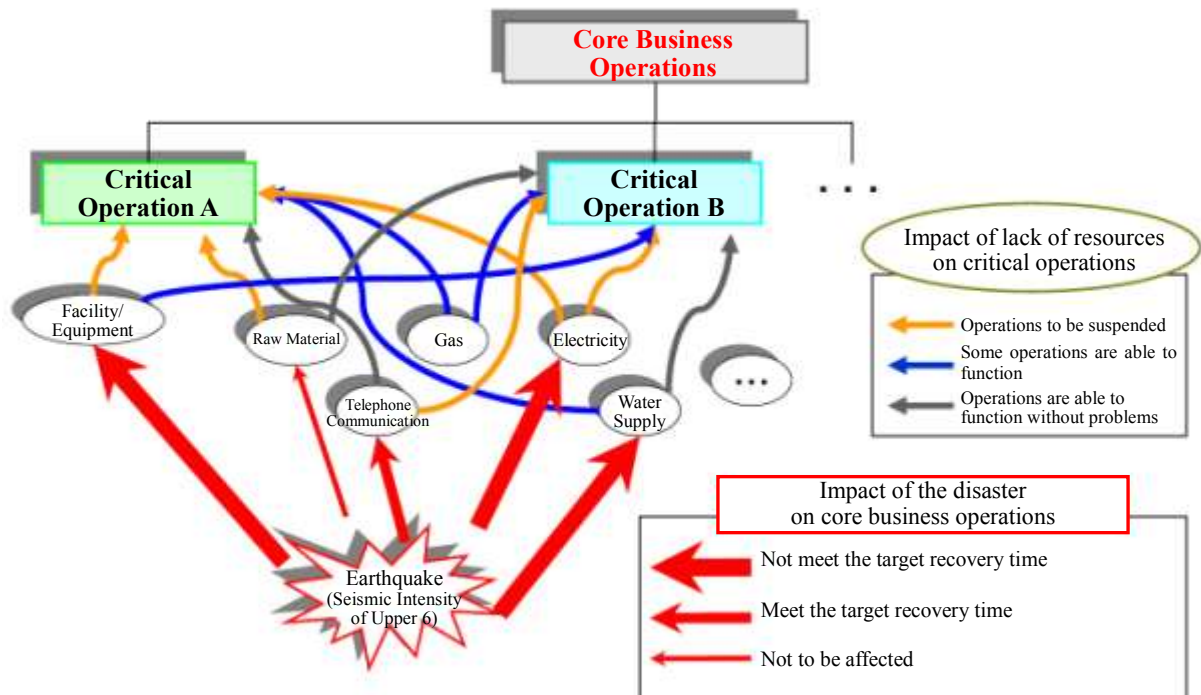 Core Business
Operations
Critical
Operation A
Critical
Operation B
. . .
Impact of lack of resources
on critical operations
Operations to be suspended
Some operations are able to
function
Operations are able to
function without problems
Facility/
Equipment
Raw Material
Gas
Electricity
Telephone
Communication
Water
Supply
...
Earthquake
(Seismic Intensity
of Upper 6)
Impact of the disaster
on core business operations
Not meet the target recovery time
Meet the target recovery time
Not to be affected